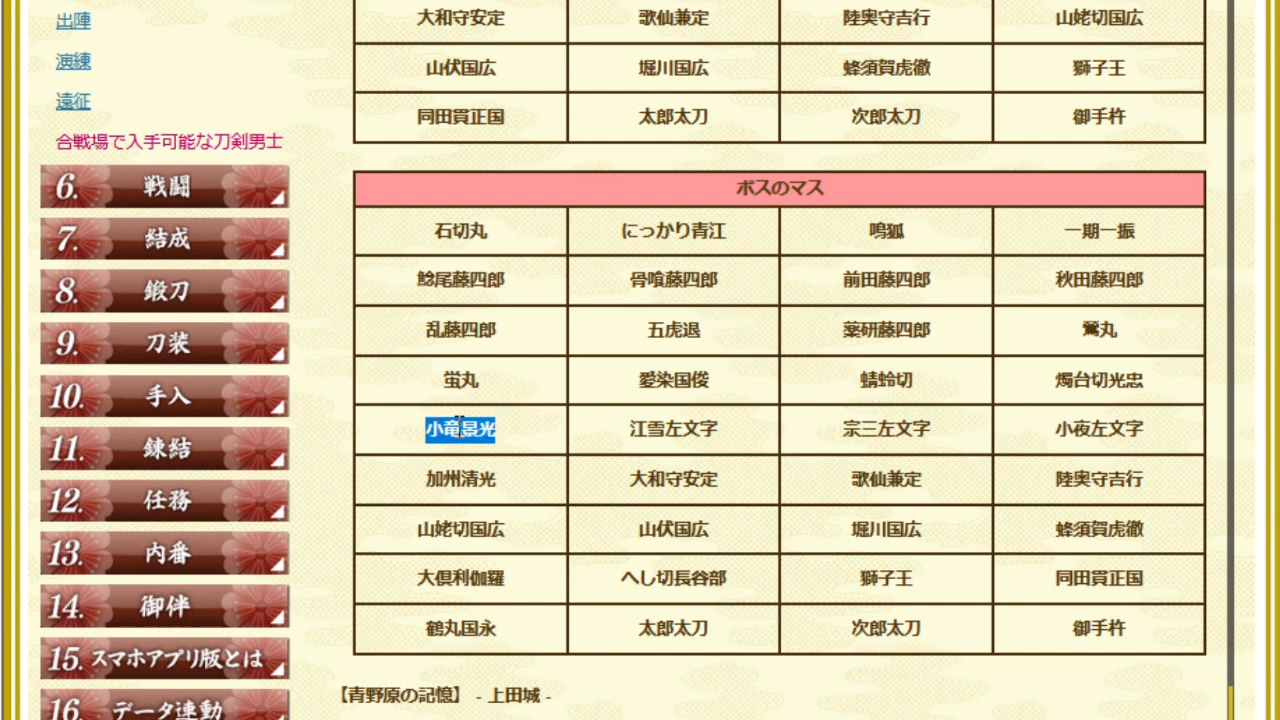 出陣
演練
遠征
合戦場で入手可能な刀剣男士
6. 戦闘
7. 結成
8. 鍛刀
9. 刀装
10. 手入
11. 錬結
12. 任務
13. 内番
14. 御伴
15. スマホアプリ版とは
16. データ連動
大和守安定 歌仙兼定 陸奥守吉行 山姥切国広
山伏国広 堀川国広 蜂須賀虎徹 獅子王
同田貫正国 太郎太刀 次郎太刀 御手杵
ボスのマス
石切丸 にっかり青江 鳴狐 一期一振
鯰尾藤四郎 骨喰藤四郎 前田藤四郎 秋田藤四郎
乱藤四郎 五虎退 薬研藤四郎 鶯丸
蛍丸 愛染国俊 蜻蛉切 燭台切光忠
小竜景光 江雪左文字 宗三左文字 小夜左文字
加州清光 大和守安定 歌仙兼定 陸奥守吉行
山姥切国広 山伏国広 堀川国広 蜂須賀虎徹
大倶利伽羅 へし切長谷部 獅子王 同田貫正国
鶴丸国永 太郎太刀 次郎太刀 御手杵
【青野原の記憶】 - 上田城 -